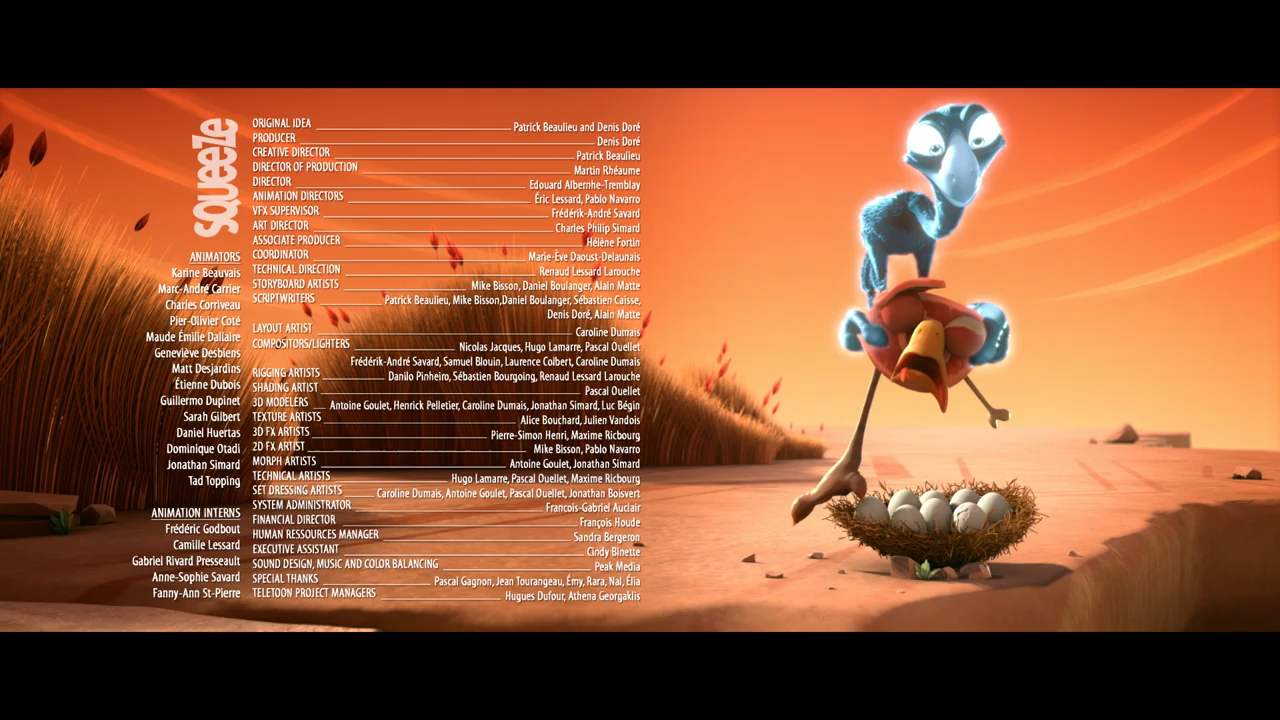 squeeze
ANIMATORS
Karine Beauvais
Marc-André Carrier
Charles Corriveau
Pier-Olivier Coté
Maude Émilie Dallaire
Geneviève Desbiens
Matt Desjardins
Étienne Dubois
Guillermo Dupinet
Sarah Gilbert
Daniel Huertas
Dominique Otadi
Jonathan Simard
Tad Topping
ANIMATION INTERNS
Frédéric Godbout
Camille Lessard
Gabriel Rivard Presseault
Anne-Sophie Savard
Fanny-Ann St-Pierre
ORIGINAL IDEA Patrick Beaulieu and Denis Doré
PRODUCER Denis Doré
CREATIVE DIRECTOR Patrick Beaulieu
DIRECTOR OF PRODUCTION Martin Rhéaume
DIRECTOR Edouard Albernhe-Tremblay
ANIMATION DIRECTORS Éric Lessard, Pablo Navarro
VFX SUPERVISOR Frédérik-André Savard
ART DIRECTOR Charles Philip Simard
ASSOCIATE PRODUCER Hélène Fortin
COORDINATOR Marie-Ève Daoust-Delaunais
TECHNICAL DIRECTION Renaud Lessard Larouche
STORYBOARD ARTISTS Mike Bisson, Daniel Boulanger, Alain Matte
SCRIPTWRITERS Patrick Beaulieu, Mike Bisson,Daniel Boulanger, Sébastien Caisse,
Denis Doré, Alain Matte
LAYOUT ARTIST Caroline Dumais
COMPOSITORS/LIGHTERS Nicolas Jacques, Hugo Lamarre, Pascal Ouellet
Frédérik-André Savard, Samuel Blouin, Laurence Colbert, Caroline Dumais
RIGGING ARTISTS Danilo Pinheiro, Sébastien Bourgoing, Renaud Lessard Larouche
SHADING ARTIST Pascal Ouellet
3D MODELERS Antoine Goulet, Henrick Pelletier, Caroline Dumais, Jonathan Simard, Luc Bégin
TEXTURE ARTISTS Alice Bouchard, Julien Vandois
3D FX ARTISTS Pierre-Simon Henri, Maxime Ricbourg
2D FX ARTIST Mike Bisson, Pablo Navarro
MORPH ARTISTS Antoine Goulet, Jonathan Simard
TECHNICAL ARTISTS Hugo Lamarre, Pascal Ouellet, Maxime Ricbourg
SET DRESSING ARTISTS Caroline Dumais, Antoine Goulet, Pascal Ouellet, Jonathan Boisvert
SYSTEM ADMINISTRATOR Francois-Gabriel Auclair
FINANCIAL DIRECTOR François Houde
HUMAN RESSOURCES MANAGER Sandra Bergeron
EXECUTIVE ASSISTANT Cindy Binette
SOUND DESIGN, MUSIC AND COLOR BALANCING Peak Media
SPECIAL THANKS Pascal Gagnon, Jean Tourangeau, Émy, Rara, Nal, Élia
TELETOON PROJECT MANAGERS Hugues Dufour, Athena Georgaklis